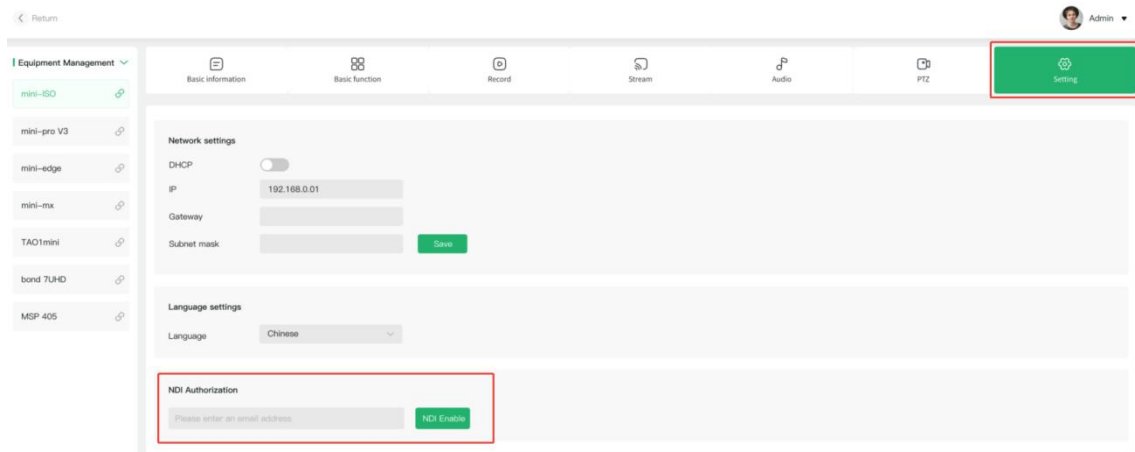 Return
Admin
Equipment Management
mini-ISO
mini-pro V3
mini-edge
mini-mx
TAO1mini
bond 7UHD
MSP 405
Basic information
Basic function
Record
Stream
Audio
PTZ
Setting
Network settings
DHCP
IP 192.168.0.01
Gateway
Subnet mask Save
Language settings
Language Chinese
NDI Authorization
Please enter an email address NDI Enable